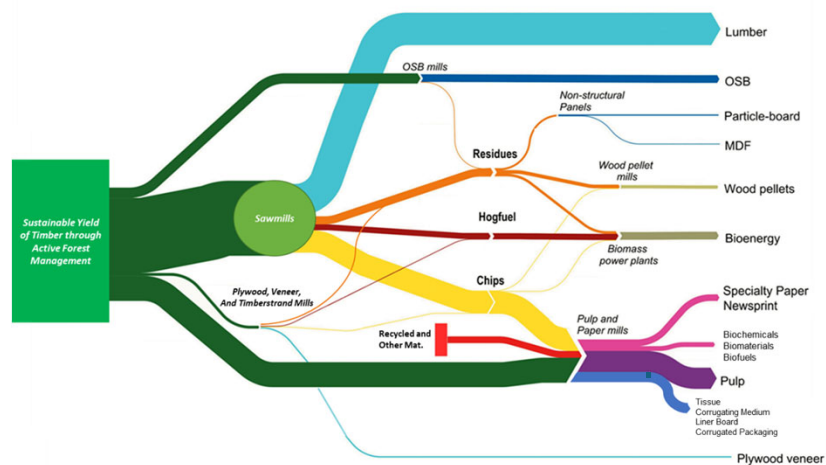 Lumber
OSB mills
OSB
Non-structural
Panels
Particle-board
MDF
Residues
Wood pellet
mills
Wood pellets
Sustainable Yield
of Timber through
Active Forest
Management
Sawmills
Hogfuel
Biomass
power plants
Bioenergy
Plywood, Veneer,
And Timberstrand Mills
Chips
Specialty Paper
Newsprint
Pulp and
Paper mills
Recycled and
Other Mat.
Biochemicals
Biomaterials
Biofuels
Pulp
Tissue
Corrugating Medium
Liner Board
Corrugated Packaging
Plywood veneer